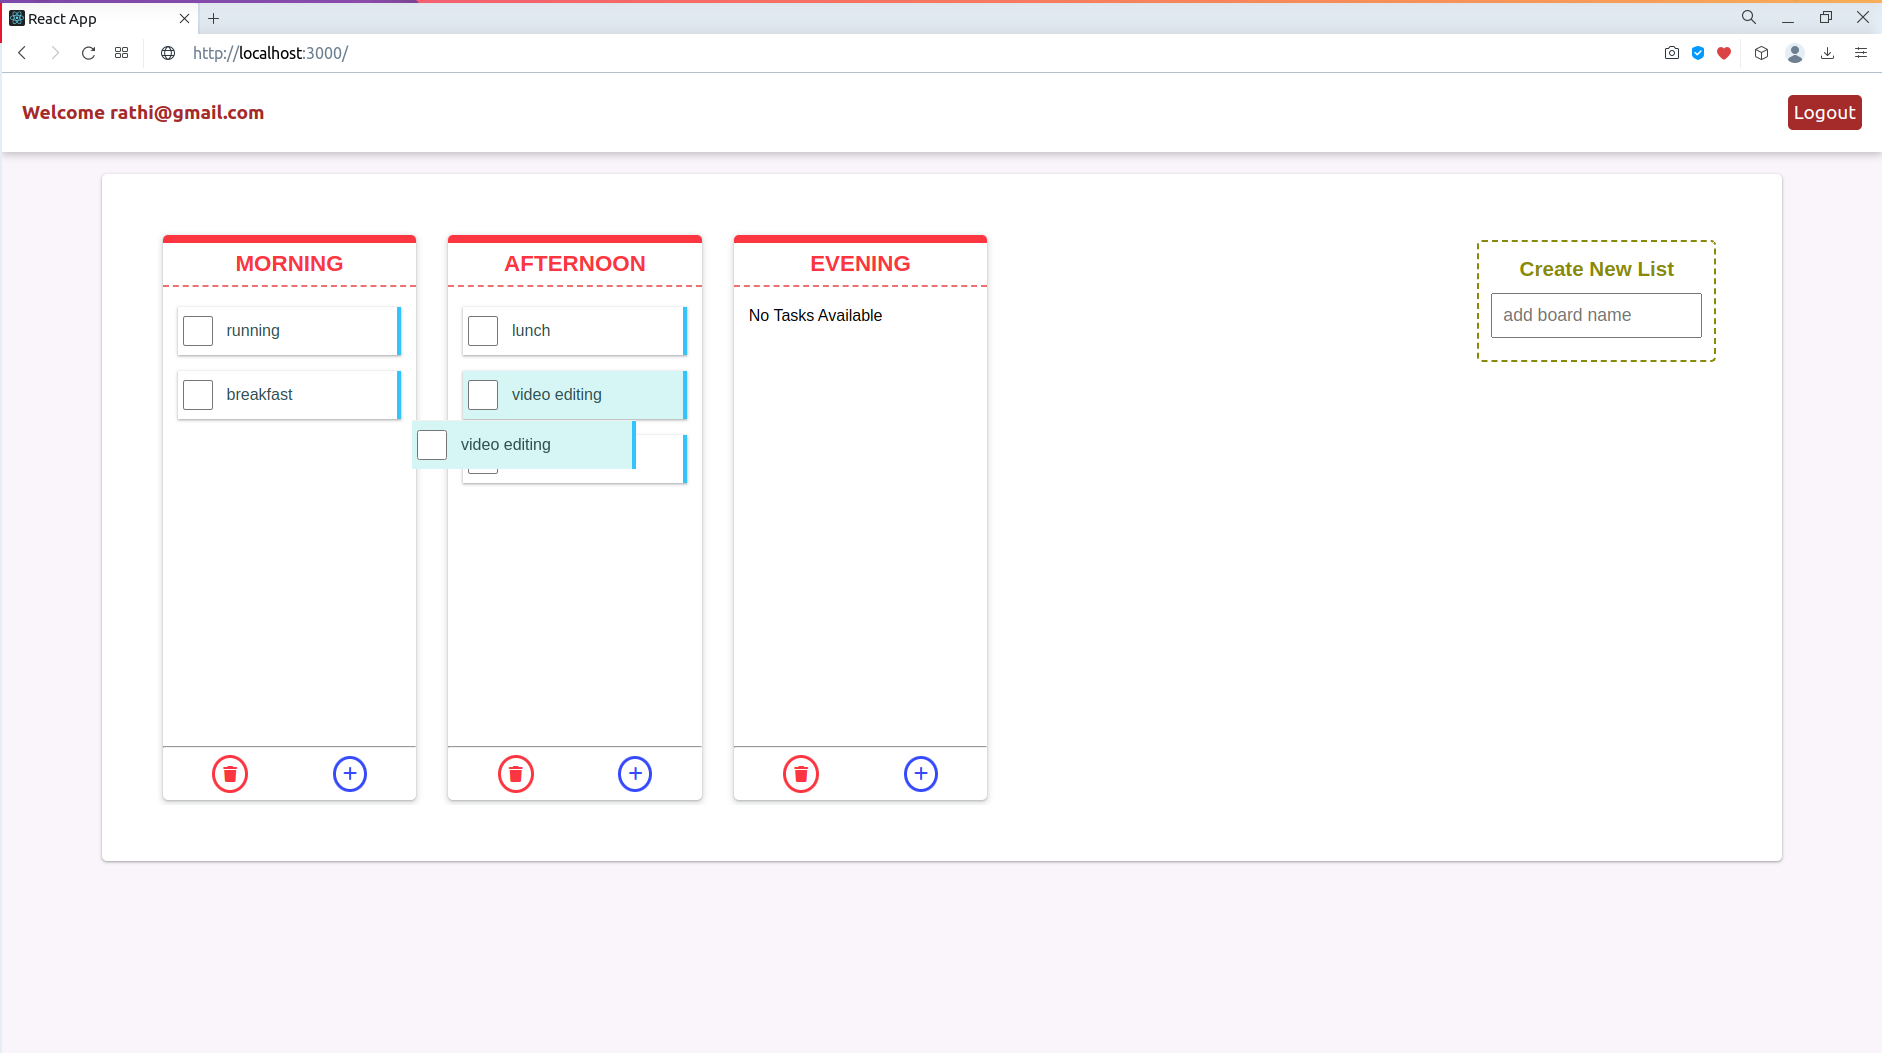 React App
http://localhost:3000/
Welcome rathi@gmail.com
Logout
MORNING
running
breakfast
AFTERNOON
lunch
video editing
video editing
EVENING
No Tasks Available
Create New List
add board name